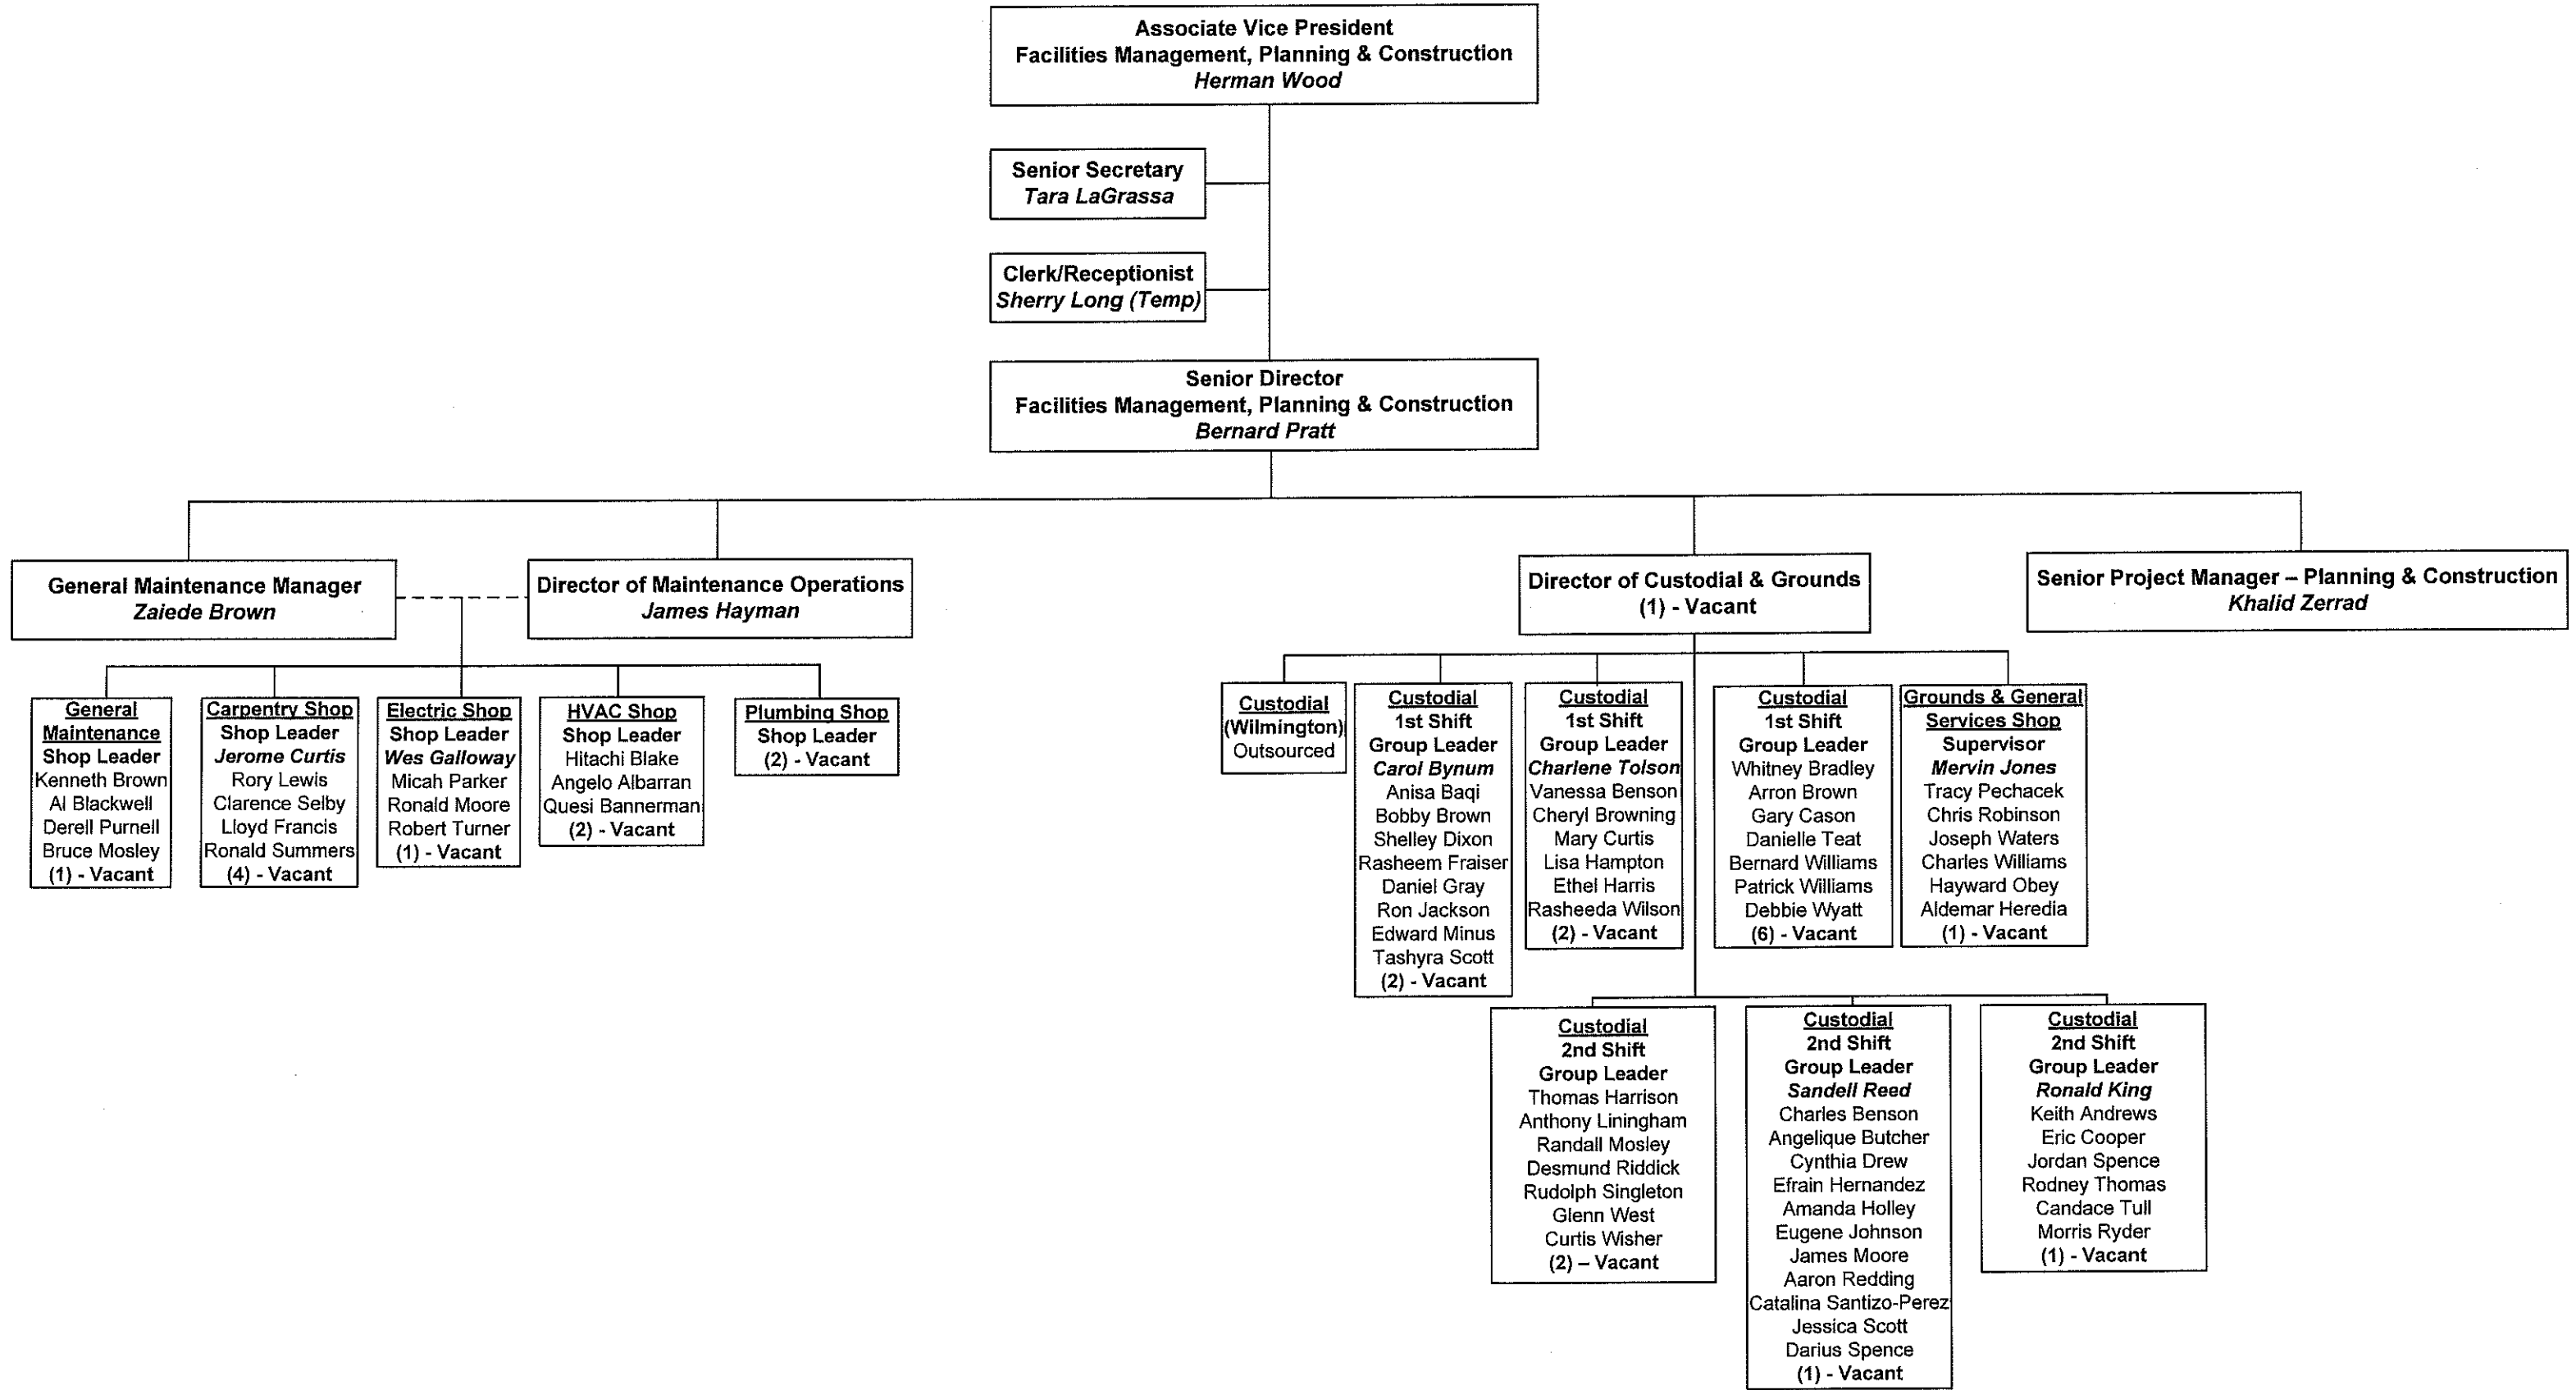 Associate Vice President
Facilities Management, Planning & Construction
Herman Wood
Senior Secretary
Tara LaGrassa
Clerk/Receptionist
Sherry Long (Temp)
Senior Director
Facilities Management, Planning & Construction
Bernard Pratt
General Maintenance Manager
Zaiede Brown
Director of Maintenance Operations
James Hayman
Director of Custodial & Grounds
(1) - Vacant
Senior Project Manager – Planning & Construction
Khalid Zerrad
General
Maintenance
Shop Leader
Kenneth Brown
Al Blackwell
Derell Purnell
Bruce Mosley
(1) - Vacant
Carpentry Shop
Shop Leader
Jerome Curtis
Rory Lewis
Clarence Selby
Lloyd Francis
Ronald Summers
(4) - Vacant
Electric Shop
Shop Leader
Wes Galloway
Micah Parker
Ronald Moore
Robert Turner
(1) - Vacant
HVAC Shop
Shop Leader
Hitachi Blake
Angelo Albarran
Quesi Bannerman
(2) - Vacant
Plumbing Shop
Shop Leader
(2) - Vacant
Custodial
(Wilmington)
Outsourced
Custodial
1st Shift
Group Leader
Carol Bynum
Anisa Baqi
Bobby Brown
Shelley Dixon
Rasheem Fraiser
Daniel Gray
Ron Jackson
Edward Minus
Tashyra Scott
(2) - Vacant
Custodial
1st Shift
Group Leader
Charlene Tolson
Vanessa Benson
Cheryl Browning
Mary Curtis
Lisa Hampton
Ethel Harris
Rasheeda Wilson
(2) - Vacant
Custodial
1st Shift
Group Leader
Whitney Bradley
Arron Brown
Gary Cason
Danielle Teat
Bernard Williams
Patrick Williams
Debbie Wyatt
(6) - Vacant
Grounds & General
Services Shop
Supervisor
Mervin Jones
Tracy Pechacek
Chris Robinson
Joseph Waters
Charles Williams
Hayward Obey
Aldemar Heredia
(1) - Vacant
Custodial
2nd Shift
Group Leader
Thomas Harrison
Anthony Liningham
Randall Mosley
Desmund Riddick
Rudolph Singleton
Glenn West
Curtis Wisher
(2) – Vacant
Custodial
2nd Shift
Group Leader
Sandell Reed
Charles Benson
Angelique Butcher
Cynthia Drew
Efrain Hernandez
Amanda Holley
Eugene Johnson
James Moore
Aaron Redding
Catalina Santizo-Perez
Jessica Scott
Darius Spence
(1) - Vacant
Custodial
2nd Shift
Group Leader
Ronald King
Keith Andrews
Eric Cooper
Jordan Spence
Rodney Thomas
Candace Tull
Morris Ryder
(1) - Vacant